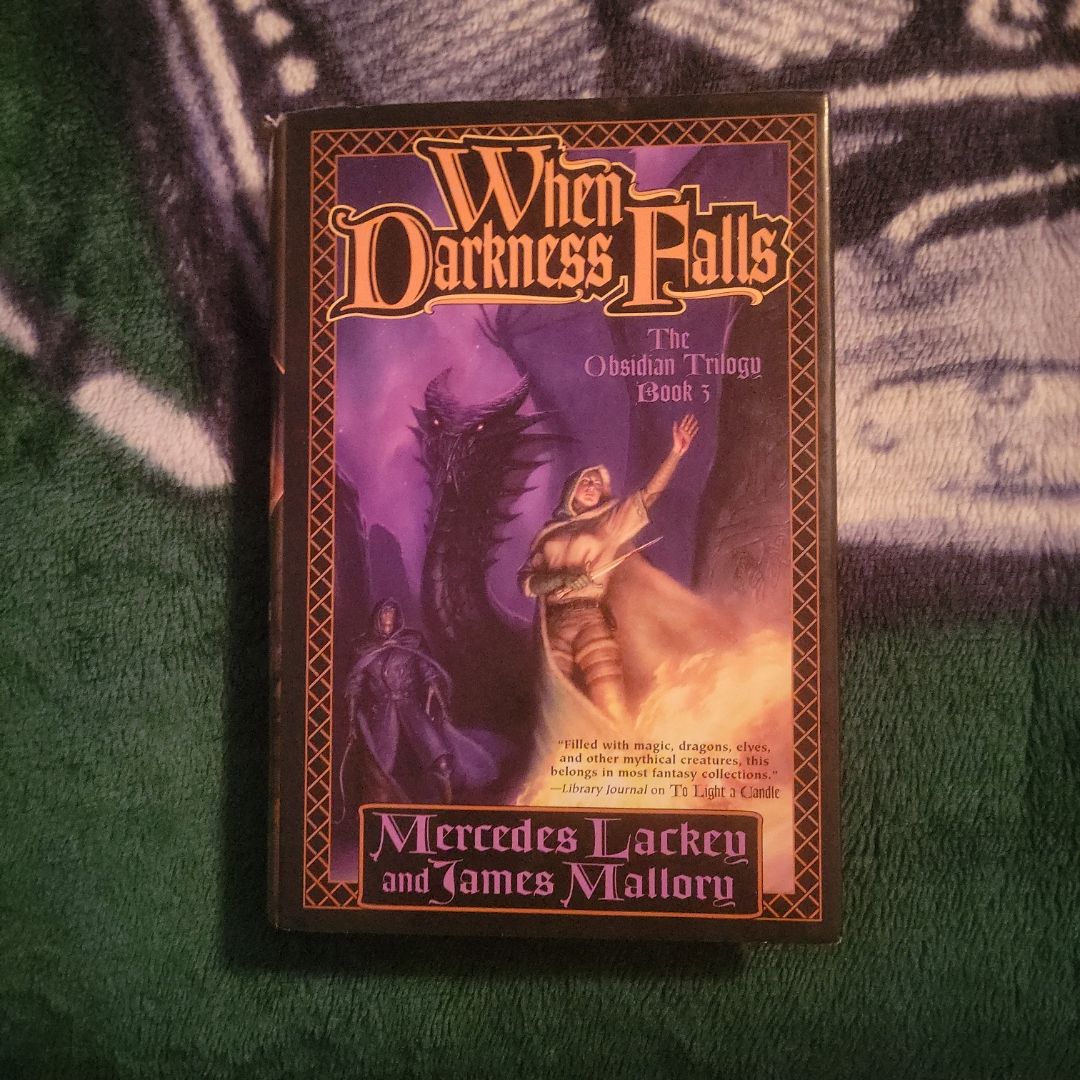 When
Darkness Falls
The
Obsidian Trilogy
Book 3
"Filled with magic, dragons, elves,
and other mythical creatures, this
belongs in most fantasy collections."
—Library Journal on To Light a Candle
Mercedes Lackey
and James Mallory